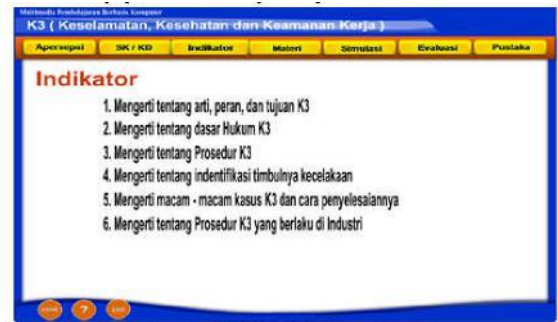 Multimedia Pembelajaran Berbasis Komputer
K3 ( Keselamatan, Kesehatan dan Keamanan Kerja )
Apersepsi SK / KD Indikator Materi Simulasi Evaluasi Pustaka
Indikator
1. Mengerti tentang arti, peran, dan tujuan K3
2. Mengerti tentang dasar Hukum K3
3. Mengerti tentang Prosedur K3
4. Mengerti tentang indentifikasi timbulnya kecelakaan
5. Mengerti macam - macam kasus K3 dan cara penyelesaiannya
6. Mengerti tentang Prosedur K3 yang berlaku di Industri
?